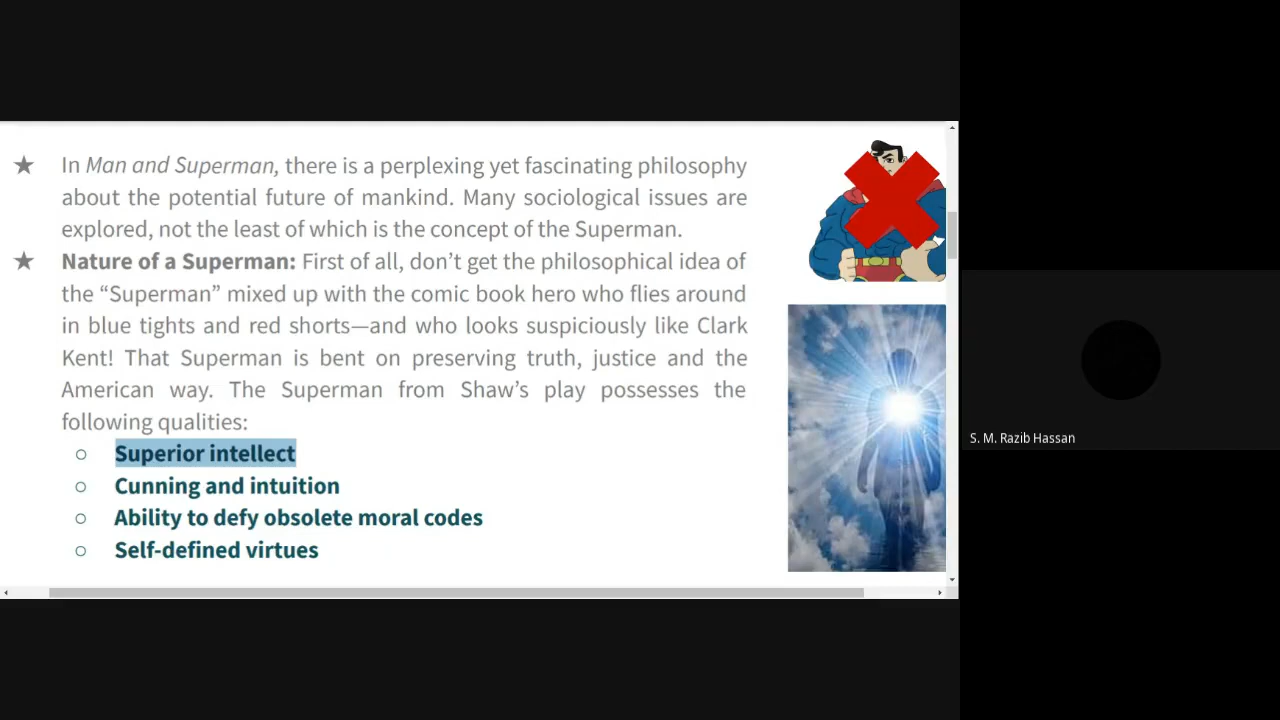 ★ In Man and Superman, there is a perplexing yet fascinating philosophy
about the potential future of mankind. Many sociological issues are
explored, not the least of which is the concept of the Superman.
★ Nature of a Superman: First of all, don’t get the philosophical idea of
the “Superman” mixed up with the comic book hero who flies around
in blue tights and red shorts—and who looks suspiciously like Clark
Kent! That Superman is bent on preserving truth, justice and the
American way. The Superman from Shaw’s play possesses the
following qualities:
○ Superior intellect
○ Cunning and intuition
○ Ability to defy obsolete moral codes
○ Self-defined virtues
S. M. Razib Hassan